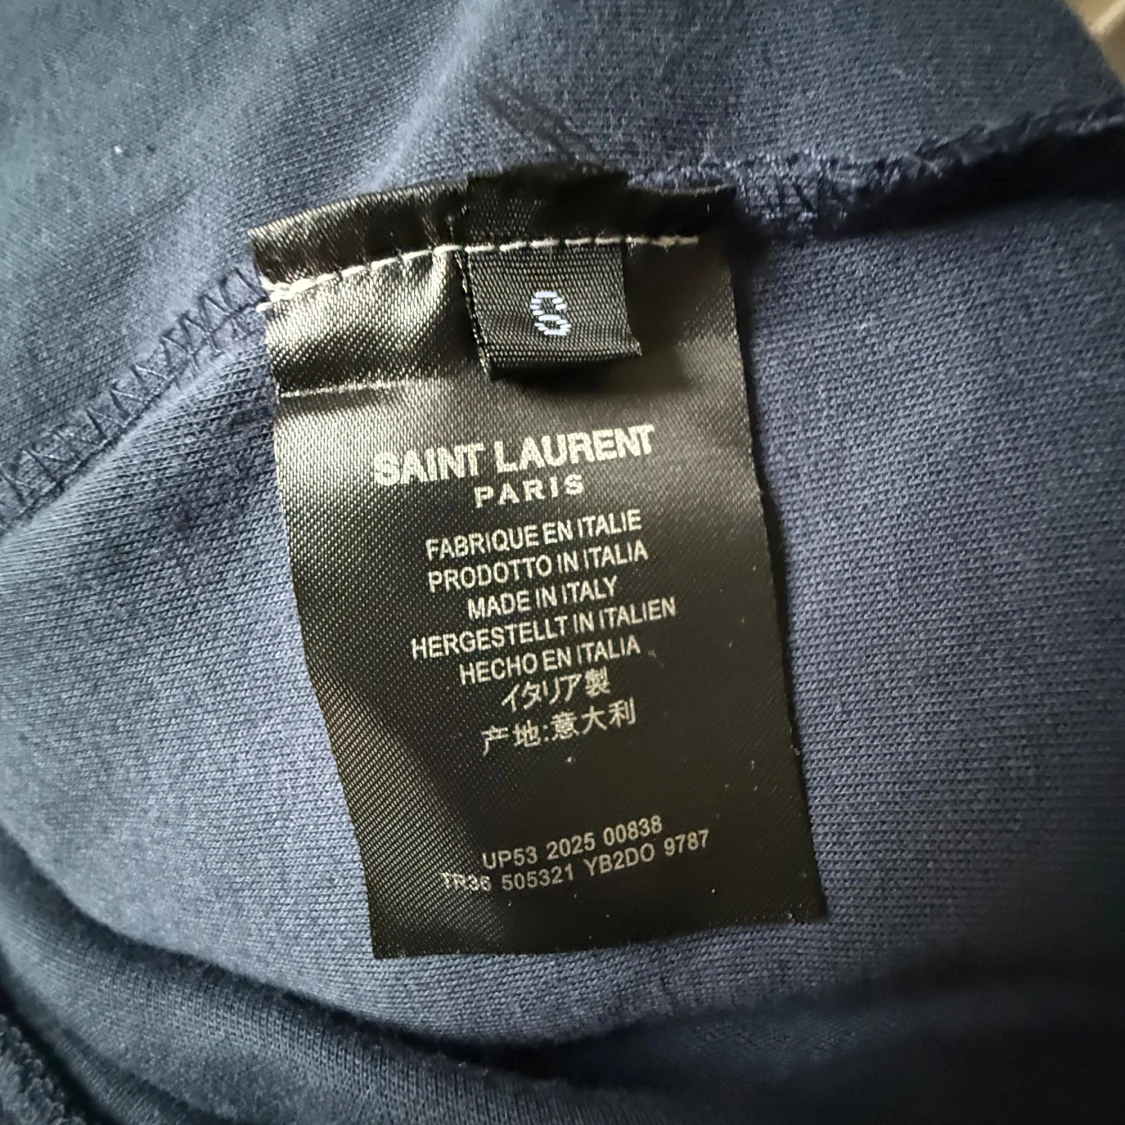 S
SAINT LAURENT
PARIS
FABRIQUE EN ITALIE
PRODOTTO IN ITALIA
MADE IN ITALY
HERGESTELLT IN ITALIEN
HECHO EN ITALIA
イタリア製
产地:意大利
UP53 2025 00838
TR36 505321 YB2DO 9787